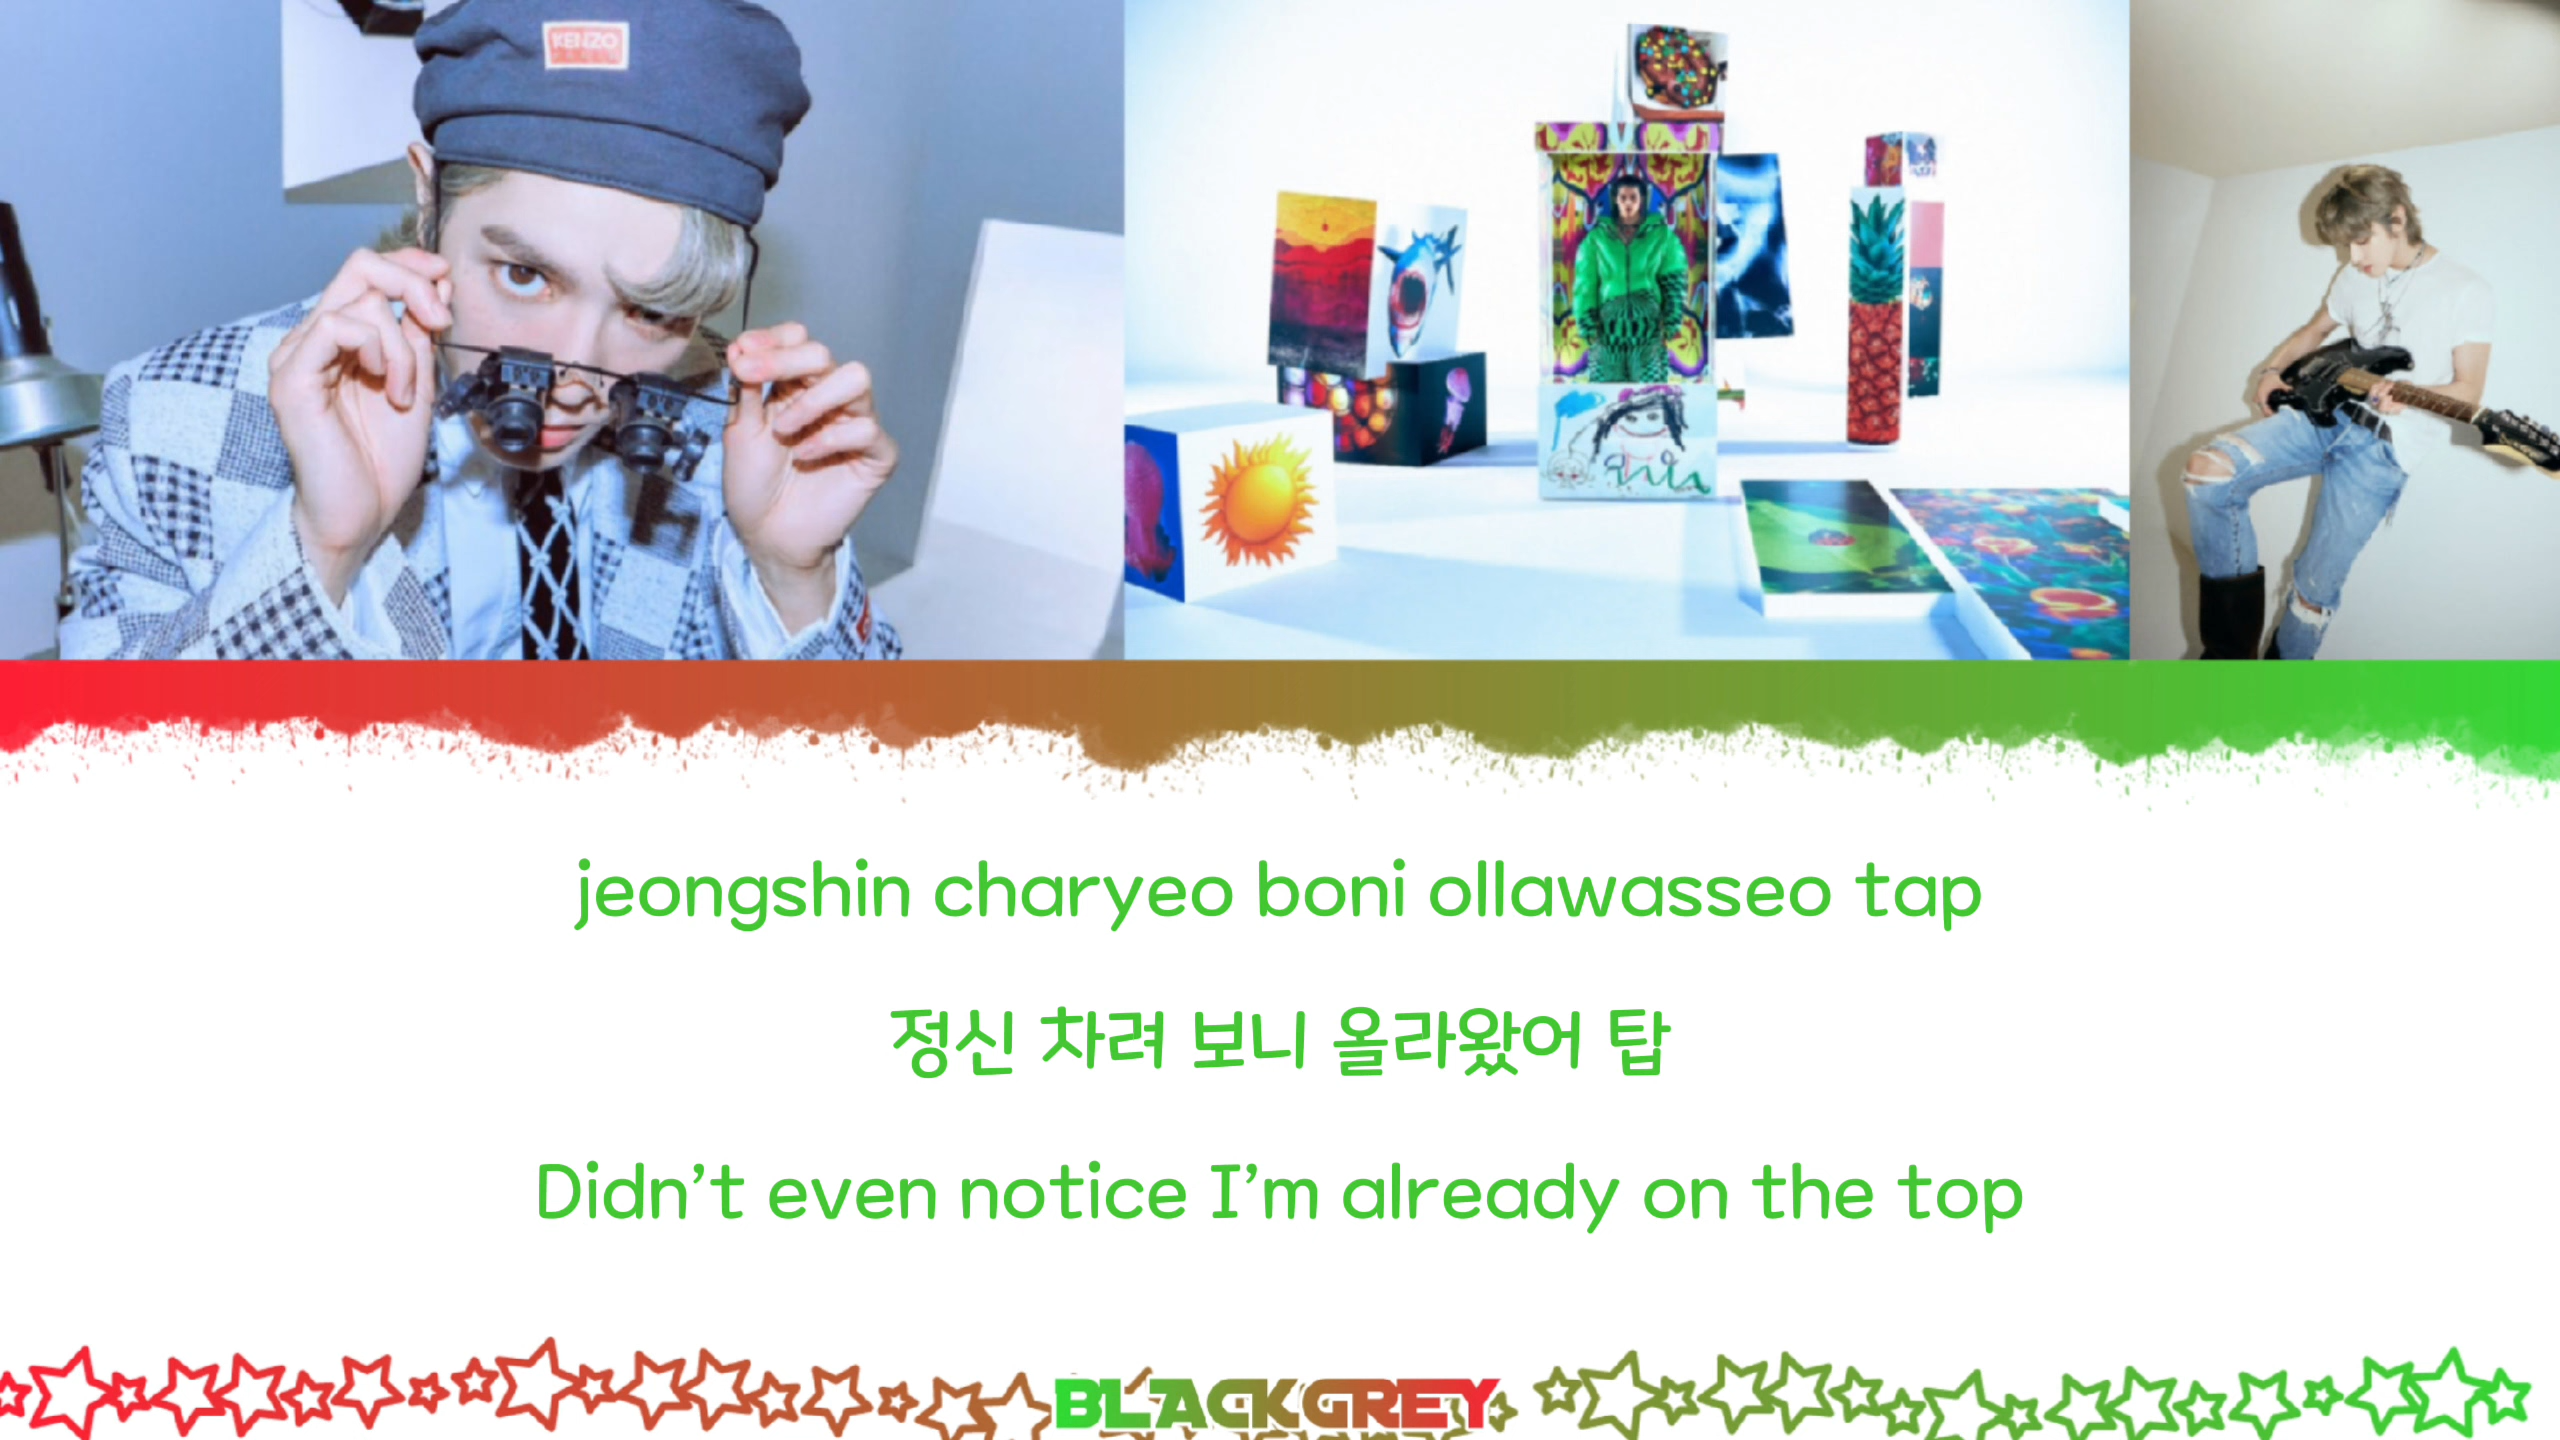 KENZO
jeongshin charyeo boni ollawasseo tap
정신 차려 보니 올라왔어 탑
Didn’t even notice I’m already on the top
BLACKGREY